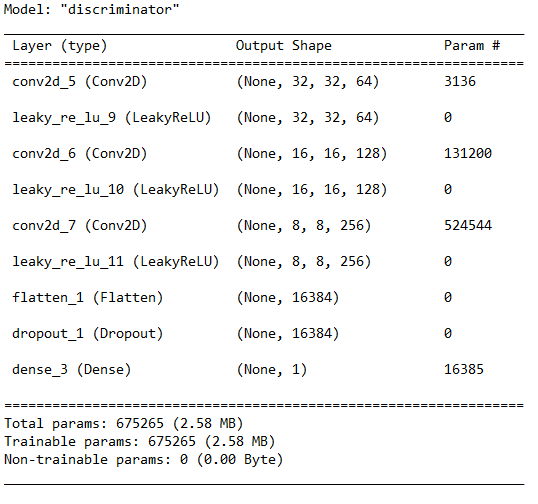 Model: "discriminator"
_________________________________________________________________
Layer (type) Output Shape Param #
=================================================================
conv2d_5 (Conv2D) (None, 32, 32, 64) 3136
leaky_re_lu_9 (LeakyReLU) (None, 32, 32, 64) 0
conv2d_6 (Conv2D) (None, 16, 16, 128) 131200
leaky_re_lu_10 (LeakyReLU) (None, 16, 16, 128) 0
conv2d_7 (Conv2D) (None, 8, 8, 256) 524544
leaky_re_lu_11 (LeakyReLU) (None, 8, 8, 256) 0
flatten_1 (Flatten) (None, 16384) 0
dropout_1 (Dropout) (None, 16384) 0
dense_3 (Dense) (None, 1) 16385
=================================================================
Total params: 675265 (2.58 MB)
Trainable params: 675265 (2.58 MB)
Non-trainable params: 0 (0.00 Byte)
_________________________________________________________________